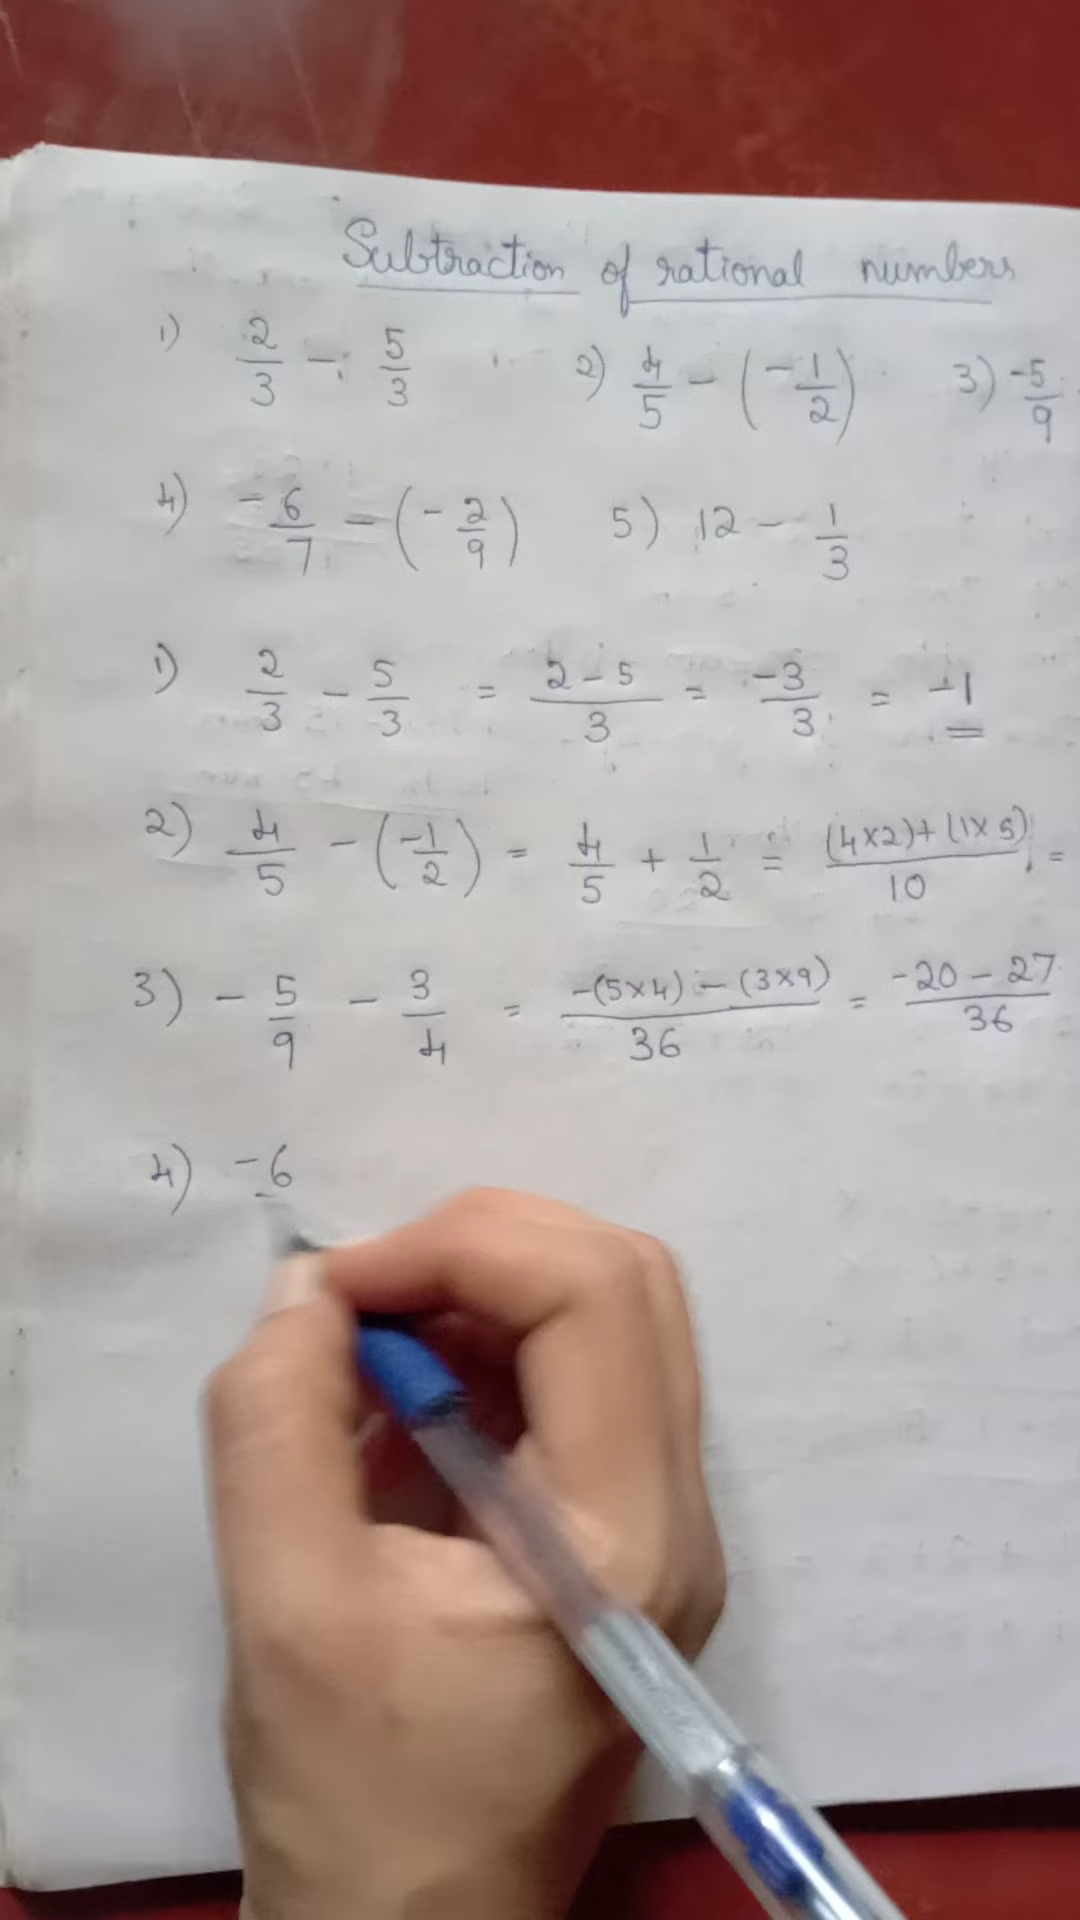 Subtraction of rational numbers
1) 2/3 - 5/3 2) 4/5 - (-1/2) 3) -5/9
4) -6/7 - (-2/9) 5) 12 - 1/3
1) 2/3 - 5/3 = 2-5/3 = -3/3 = -1
2) 4/5 - (-1/2) = 4/5 + 1/2 = (4×2)+(1×5)/10 =
3) -5/9 - 3/4 = -(5×4)-(3×9)/36 = -20-27/36
4) -6